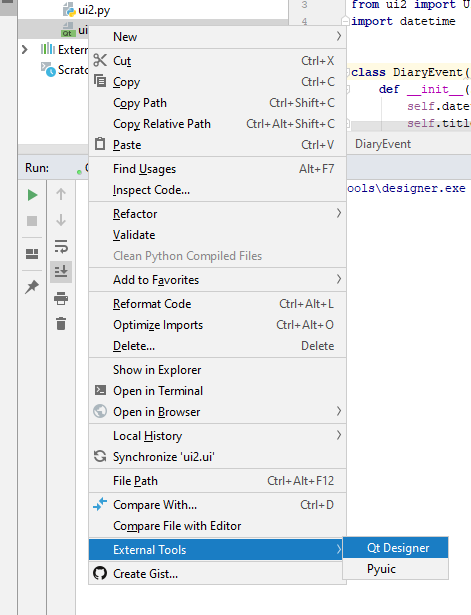 ui2.py
3
from ui2 import U
4
import datetime
Qt
ui
Exter
Scratc
class DiaryEvent(
def __init__(
self.date
self.title
DiaryEvent
Run:
ools\designer.exe
New
Cut Ctrl+X
Copy Ctrl+C
Copy Path Ctrl+Shift+C
Copy Relative Path Ctrl+Alt+Shift+C
Paste Ctrl+V
Find Usages Alt+F7
Inspect Code...
Refactor
Validate
Clean Python Compiled Files
Add to Favorites
Reformat Code Ctrl+Alt+L
Optimize Imports Ctrl+Alt+O
Delete... Delete
Show in Explorer
Open in Terminal
Open in Browser
Local History
Synchronize 'ui2.ui'
File Path Ctrl+Alt+F12
Compare With... Ctrl+D
Compare File with Editor
External Tools
Qt Designer
Pyuic
Create Gist...